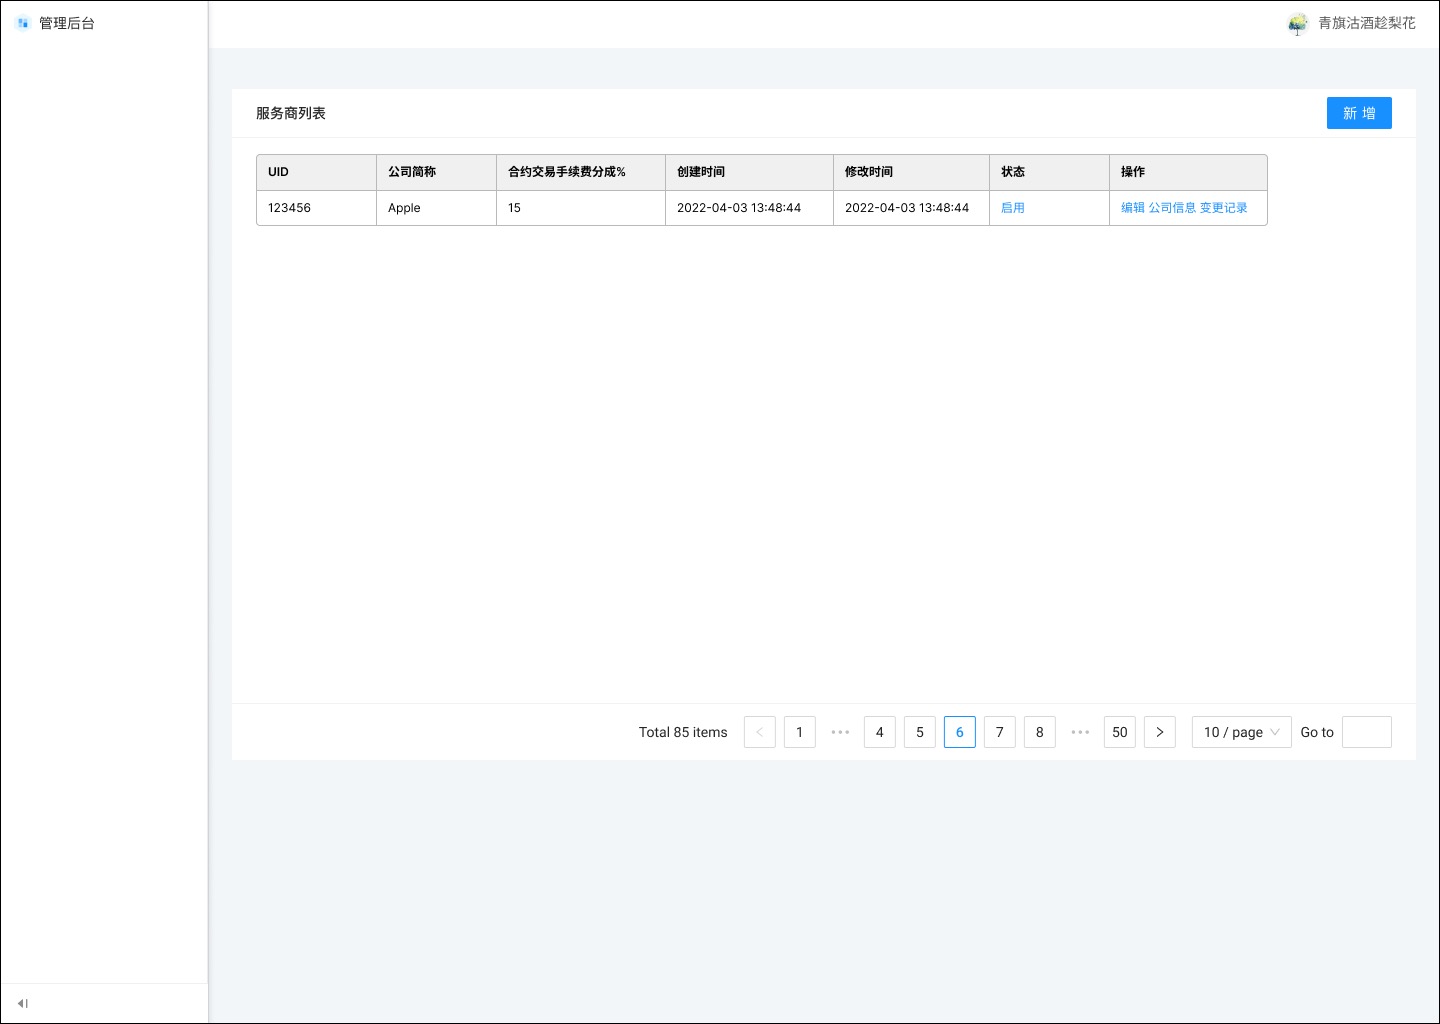 管理后台
青旗沽酒趁梨花
服务商列表
新 增
UID 公司简称 合约交易手续费分成% 创建时间 修改时间 状态 操作
123456 Apple 15 2022-04-03 13:48:44 2022-04-03 13:48:44 启用 编辑 公司信息 变更记录
Total 85 items < 1 ••• 4 5 6 7 8 ••• 50 > 10 / page Go to